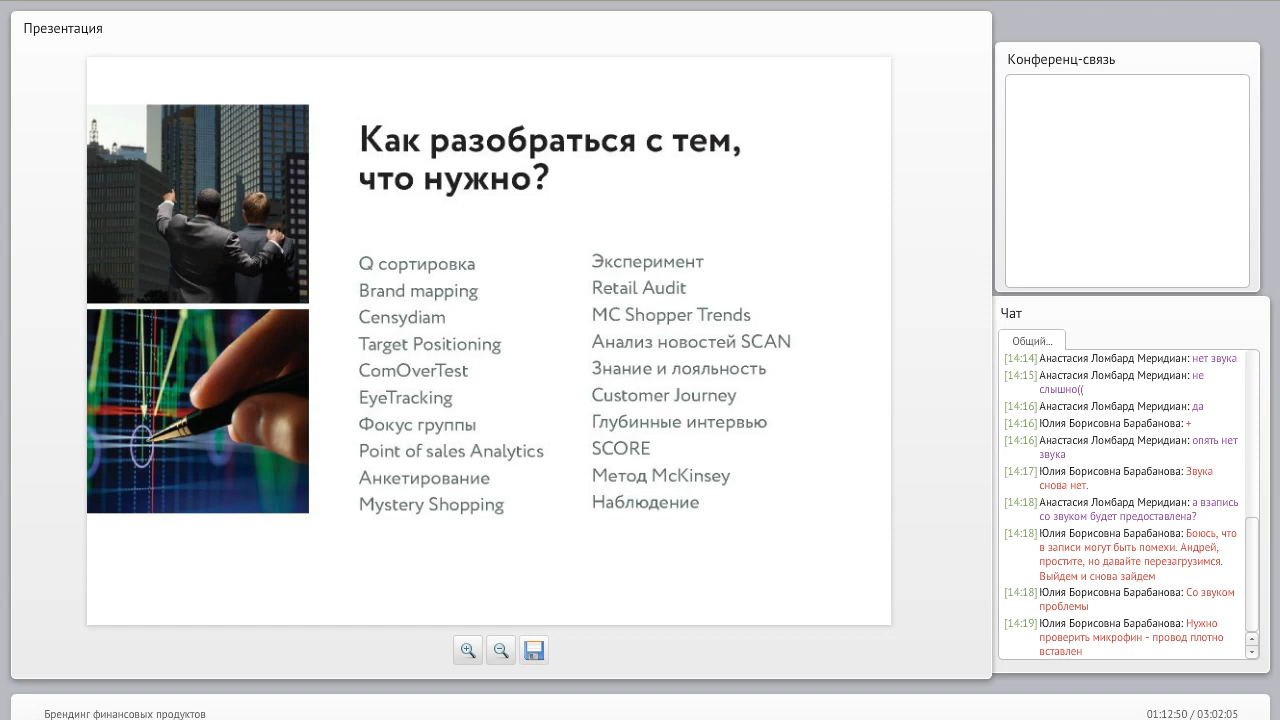 Презентация
Как разобраться с тем,
что нужно?
Q сортировка
Brand mapping
Censydiam
Target Positioning
ComOverTest
EyeTracking
Фокус группы
Point of sales Analytics
Анкетирование
Mystery Shopping
Эксперимент
Retail Audit
MC Shopper Trends
Анализ новостей SCAN
Знание и лояльность
Customer Journey
Глубинные интервью
SCORE
Метод McKinsey
Наблюдение
Конференц-связь
Чат
Общий...
[14:14] Анастасия Ломбард Меридиан: нет звука
[14:15] Анастасия Ломбард Меридиан: не
слышно((
[14:16] Анастасия Ломбард Меридиан: да
[14:16] Юлия Борисовна Барабанова: +
[14:16] Анастасия Ломбард Меридиан: опять нет
звука
[14:17] Юлия Борисовна Барабанова: Звука
снова нет.
[14:18] Анастасия Ломбард Меридиан: а взапись
со звуком будет предоставлена?
[14:18] Юлия Борисовна Барабанова: Боюсь, что
в записи могут быть помехи. Андрей,
простите, но давайте перезагрузимся.
Выйдем и снова зайдем
[14:18] Юлия Борисовна Барабанова: Со звуком
проблемы
[14:19] Юлия Борисовна Барабанова: Нужно
проверить микрофин - провод плотно
вставлен
Брендинг финансовых продуктов
01:12:50 / 03:02:05